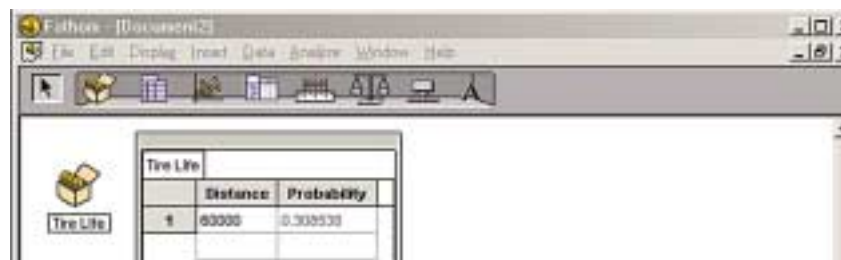 Fathom - [Document2]
File Edit Display Insert Data Analyze Window Help
Tire Life
Distance Probability
Tire Life
1 60000 0.308538